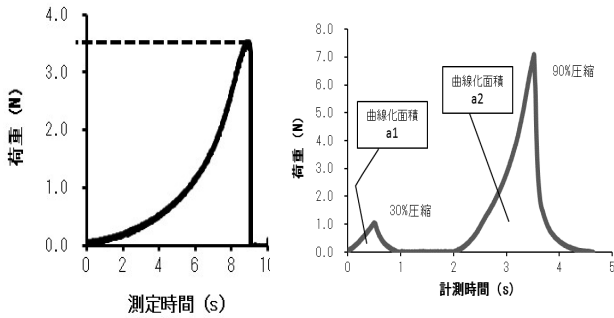 4.0
3.0
2.0
1.0
0.0
荷重 (N)
0 2 4 6 8 10
測定時間 (s)
8.0
7.0
6.0
5.0
4.0
3.0
2.0
1.0
0.0
荷重 (N)
曲線化面積
a1
曲線化面積
a2
90%圧縮
30%圧縮
0 1 2 3 4 5
計測時間 (s)